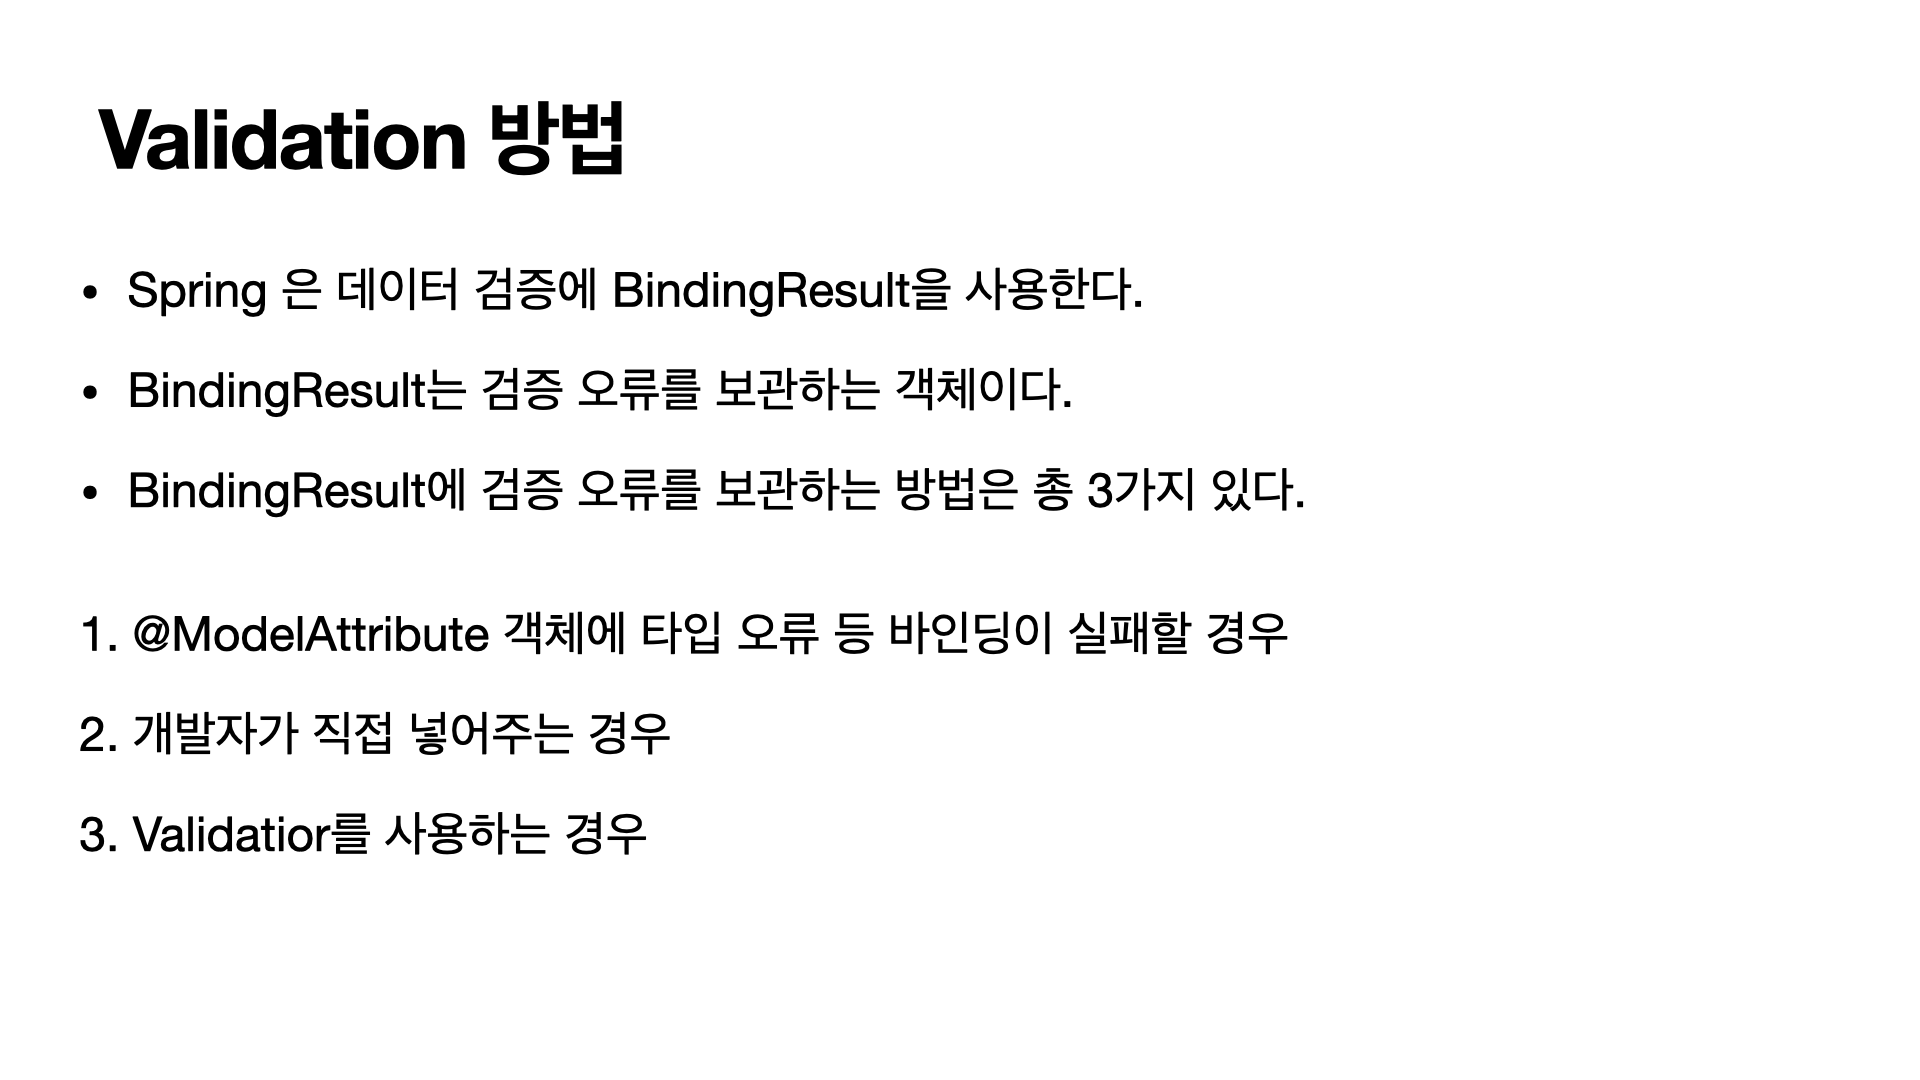 Validation 방법
• Spring 은 데이터 검증에 BindingResult을 사용한다.
• BindingResult는 검증 오류를 보관하는 객체이다.
• BindingResult에 검증 오류를 보관하는 방법은 총 3가지 있다.
1. @ModelAttribute 객체에 타입 오류 등 바인딩이 실패할 경우
2. 개발자가 직접 넣어주는 경우
3. Validatior를 사용하는 경우